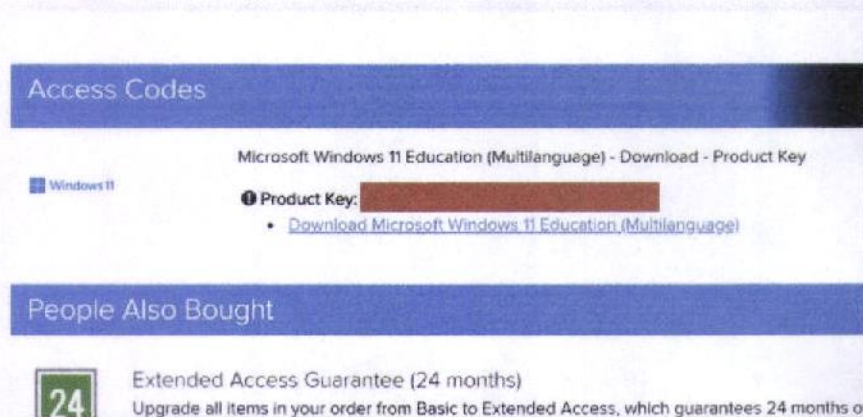 Access Codes
Microsoft Windows 11 Education (Multilanguage) - Download - Product Key
Windows 11
Product Key:
• Download Microsoft Windows 11 Education (Multilanguage)
People Also Bought
24
Extended Access Guarantee (24 months)
Upgrade all items in your order from Basic to Extended Access, which guarantees 24 months